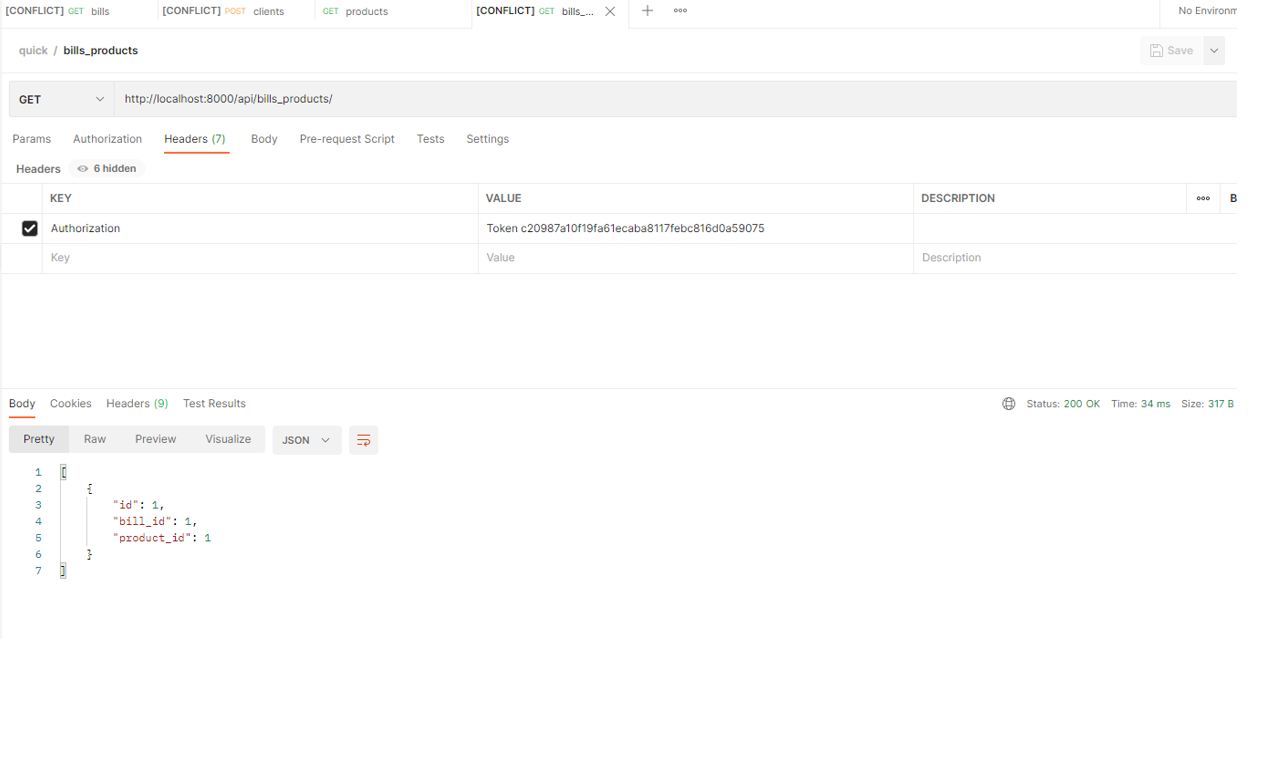 [CONFLICT] GET bills [CONFLICT] POST clients GET products [CONFLICT] GET bills_...
No Environm
quick / bills_products
Save
GET http://localhost:8000/api/bills_products/
Params Authorization Headers (7) Body Pre-request Script Tests Settings
Headers 6 hidden
KEY VALUE DESCRIPTION B
Authorization Token c20987a10f19fa61ecaba8117febc816d0a59075
Key Value Description
Body Cookies Headers (9) Test Results Status: 200 OK Time: 34 ms Size: 317 B
Pretty Raw Preview Visualize JSON
1 [
2 {
3 "id": 1,
4 "bill_id": 1,
5 "product_id": 1
6 }
7 ]